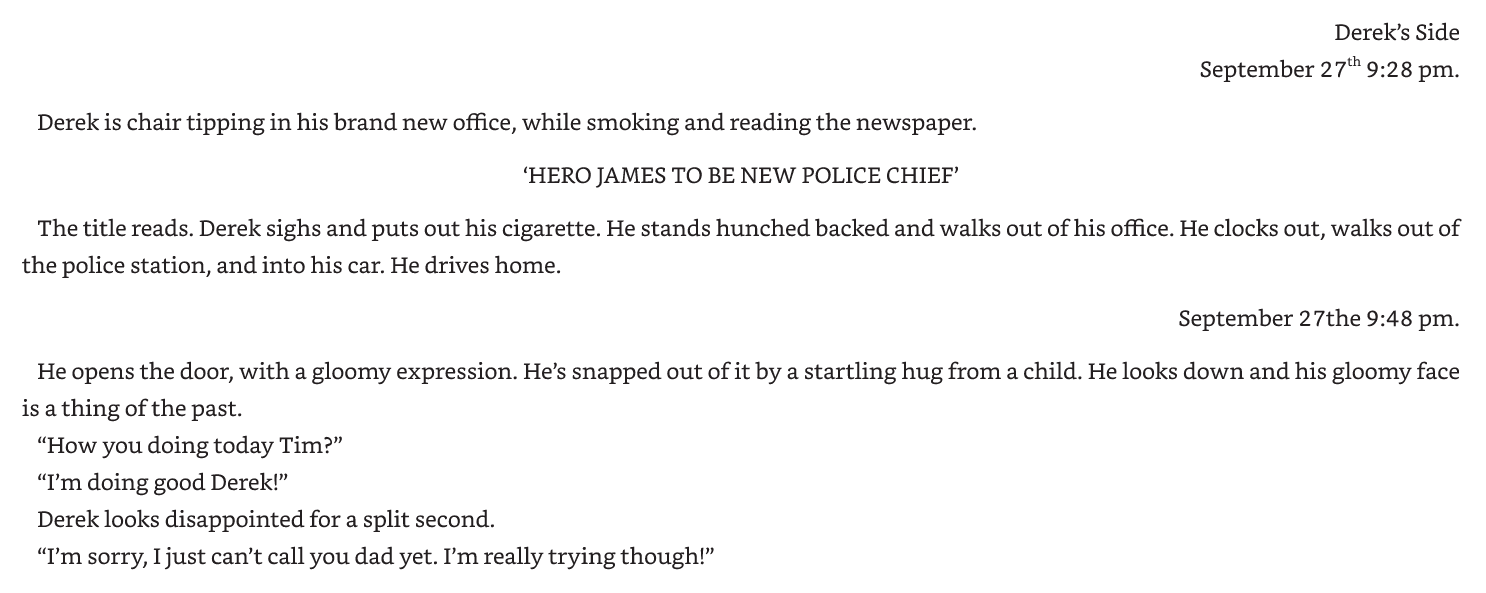 Derek’s Side
September 27th 9:28 pm.
Derek is chair tipping in his brand new office, while smoking and reading the newspaper.
‘HERO JAMES TO BE NEW POLICE CHIEF’
The title reads. Derek sighs and puts out his cigarette. He stands hunched backed and walks out of his office. He clocks out, walks out of
the police station, and into his car. He drives home.
September 27the 9:48 pm.
He opens the door, with a gloomy expression. He’s snapped out of it by a startling hug from a child. He looks down and his gloomy face
is a thing of the past.
“How you doing today Tim?”
“I’m doing good Derek!”
Derek looks disappointed for a split second.
“I’m sorry, I just can’t call you dad yet. I’m really trying though!”